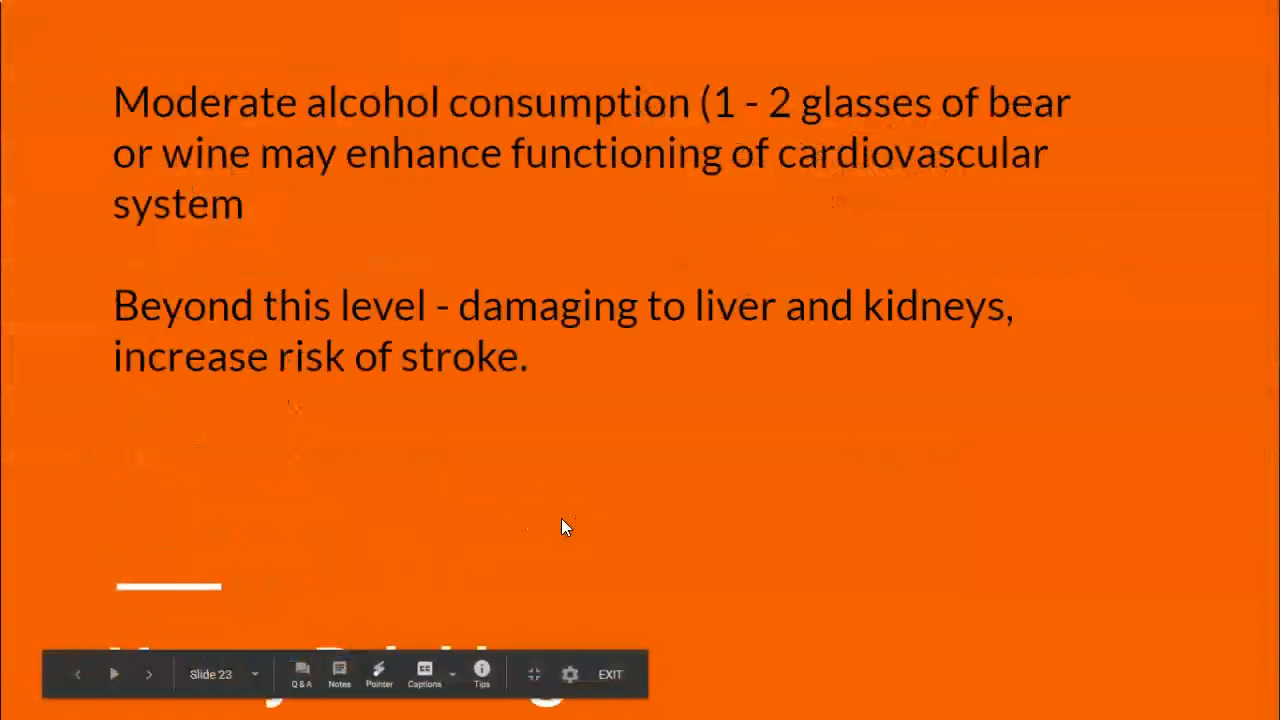 Moderate alcohol consumption (1 - 2 glasses of bear
or wine may enhance functioning of cardiovascular
system
Beyond this level - damaging to liver and kidneys,
increase risk of stroke.
Slide 23
Q & A
Notes
Pointer
Captions
Tips
EXIT